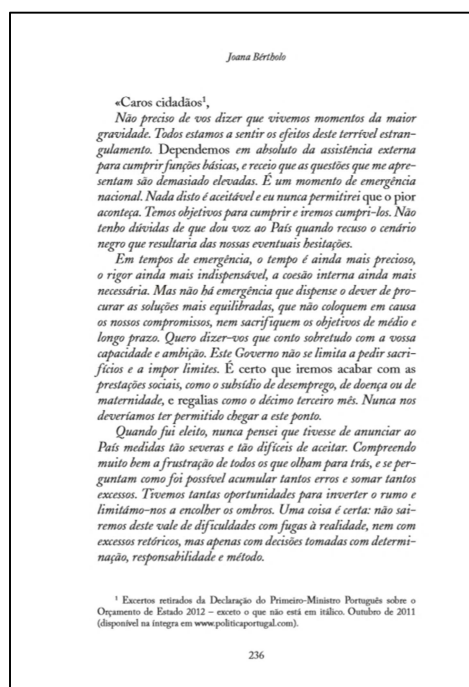 Joana Bértholo
«Caros cidadãos¹,
Não preciso de vos dizer que vivemos momentos da maior
gravidade. Todos estamos a sentir os efeitos deste terrível estran-
gulamento. Dependemos em absoluto da assistência externa
para cumprir funções básicas, e receio que as questões que me apre-
sentam são demasiado elevadas. É um momento de emergência
nacional. Nada disto é aceitável e eu nunca permitirei que o pior
aconteça. Temos objetivos para cumprir e iremos cumpri-los. Não
tenho dúvidas de que dou voz ao País quando recuso o cenário
negro que resultaria das nossas eventuais hesitações.
Em tempos de emergência, o tempo é ainda mais precioso,
o rigor ainda mais indispensável, a coesão interna ainda mais
necessária. Mas não há emergência que dispense o dever de pro-
curar as soluções mais equilibradas, que não coloquem em causa
os nossos compromissos, nem sacrifiquem os objetivos de médio e
longo prazo. Quero dizer-vos que conto sobretudo com a vossa
capacidade e ambição. Este Governo não se limita a pedir sacri-
fícios e a impor limites. É certo que iremos acabar com as
prestações sociais, como o subsídio de desemprego, de doença ou de
maternidade, e regalias como o décimo terceiro mês. Nunca nos
deveríamos ter permitido chegar a este ponto.
Quando fui eleito, nunca pensei que tivesse de anunciar ao
País medidas tão severas e tão difíceis de aceitar. Compreendo
muito bem a frustração de todos os que olham para trás, e se per-
guntam como foi possível acumular tantos erros e somar tantos
excessos. Tivemos tantas oportunidades para inverter o rumo e
limitámo-nos a encolher os ombros. Uma coisa é certa: não sai-
remos deste vale de dificuldades com fugas à realidade, nem com
excessos retóricos, mas apenas com decisões tomadas com determi-
nação, responsabilidade e método.
¹ Excertos retirados da Declaração do Primeiro-Ministro Português sobre o
Orçamento de Estado 2012 – exceto o que não está em itálico. Outubro de 2011
(disponível na íntegra em www.politicaportugal.com).
236